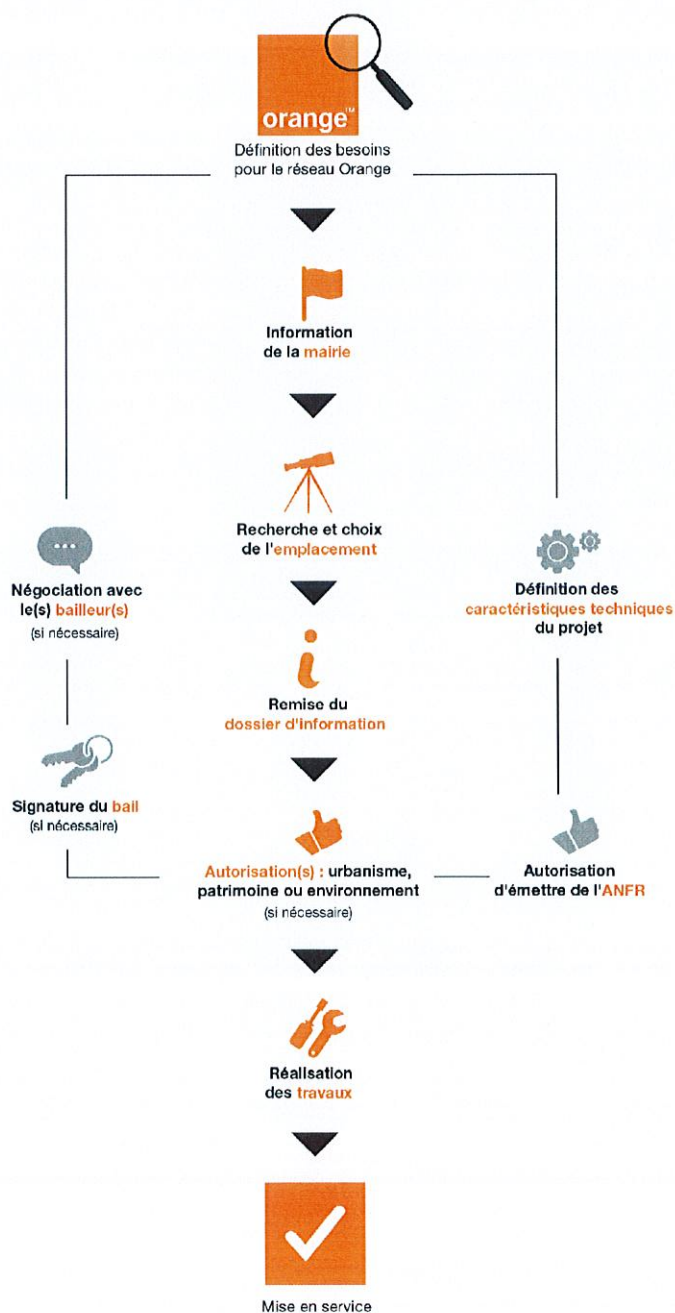 orange™
Définition des besoins
pour le réseau Orange
Information
de la mairie
Recherche et choix
de l'emplacement
Négociation avec
le(s) bailleur(s)
(si nécessaire)
Définition des
caractéristiques techniques
du projet
Remise du
dossier d'information
Signature du bail
(si nécessaire)
Autorisation(s) : urbanisme,
patrimoine ou environnement
(si nécessaire)
Autorisation
d'émettre de l'ANFR
Réalisation
des travaux
Mise en service